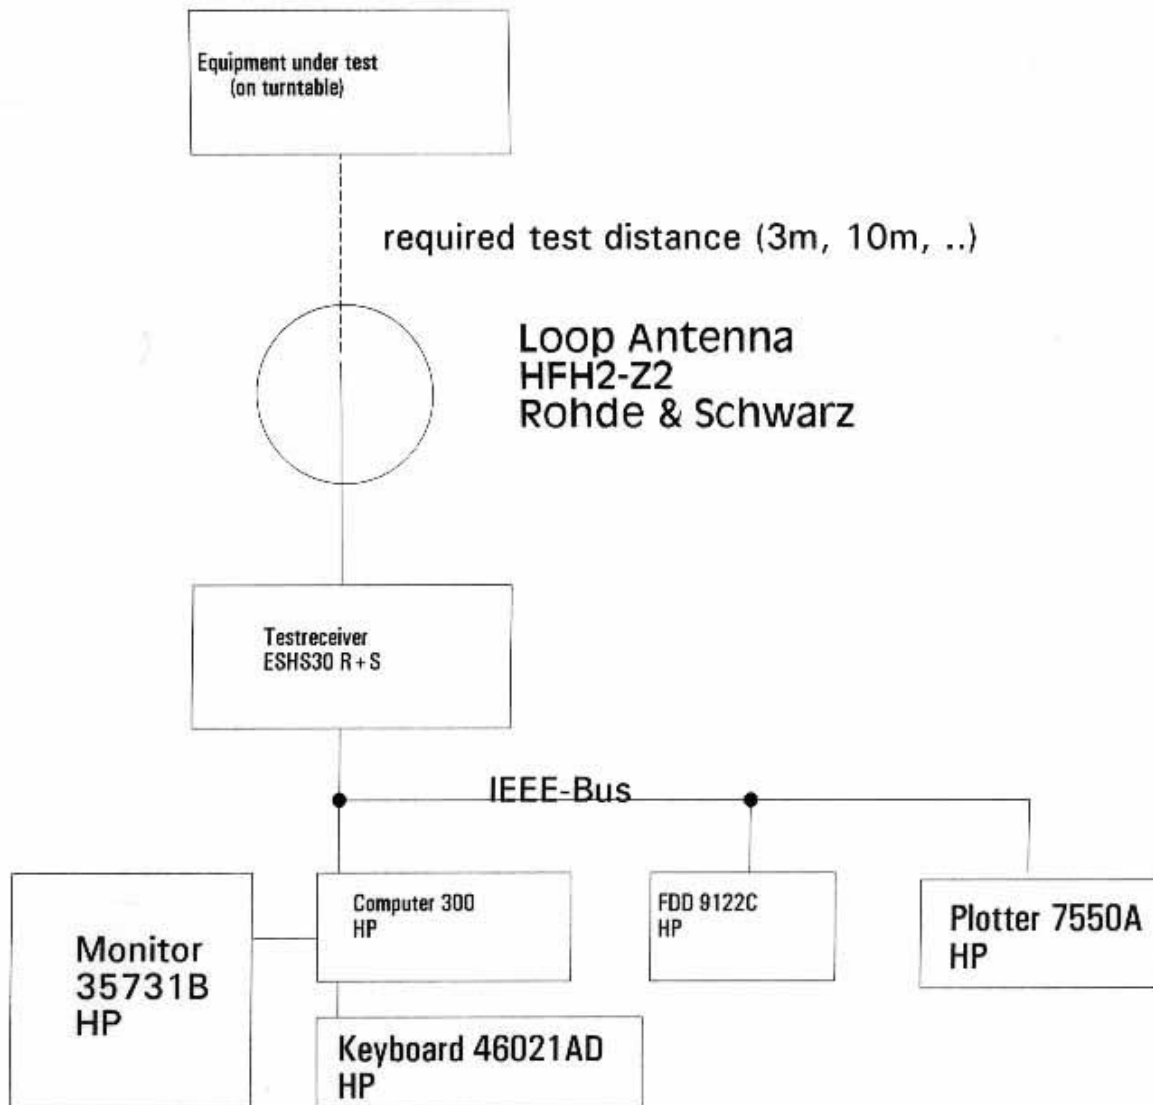 Equipment under test
(on turntable)
required test distance (3m, 10m, ..)
Loop Antenna
HFH2-Z2
Rohde & Schwarz
Testreceiver
ESHS30 R + S
IEEE-Bus
Monitor
35731B
HP
Computer 300
HP
FDD 9122C
HP
Plotter 7550A
HP
Keyboard 46021AD
HP